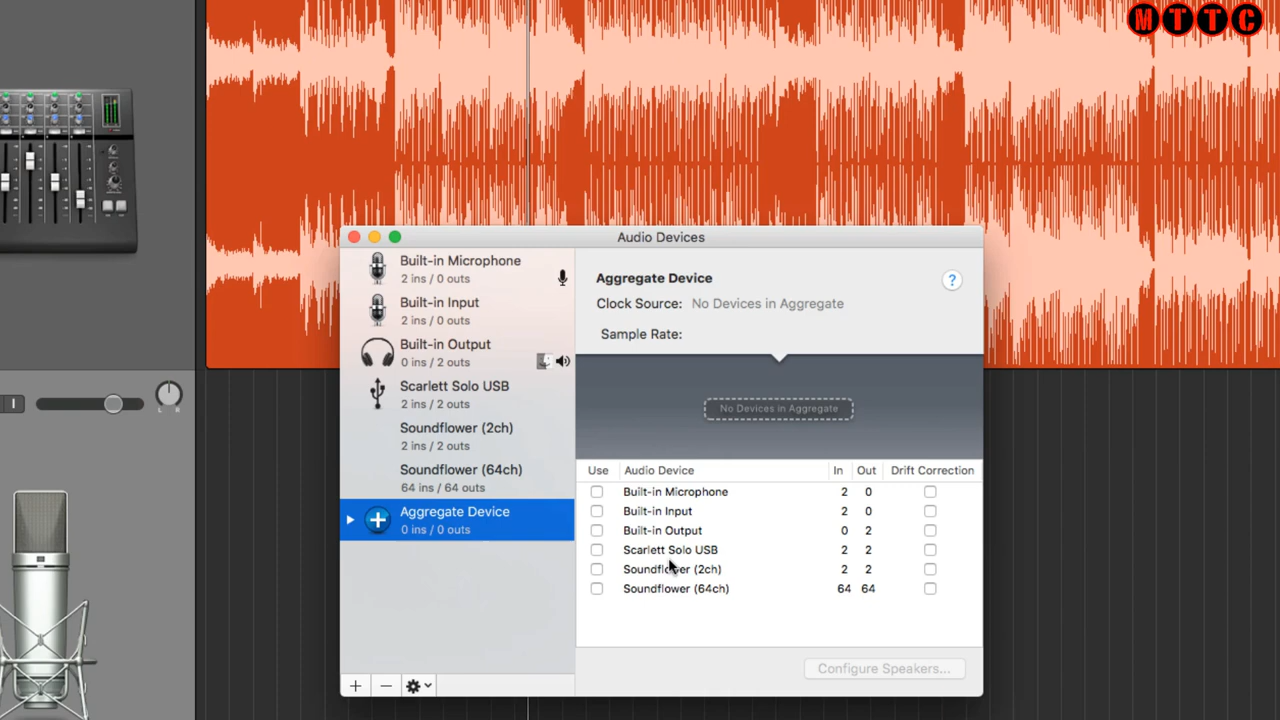 MTTC
Audio Devices
Built-in Microphone
2 ins / 0 outs
Built-in Input
2 ins / 0 outs
Built-in Output
0 ins / 2 outs
Scarlett Solo USB
2 ins / 2 outs
Soundflower (2ch)
2 ins / 2 outs
Soundflower (64ch)
64 ins / 64 outs
Aggregate Device
0 ins / 0 outs
Aggregate Device
?
Clock Source: No Devices in Aggregate
Sample Rate:
No Devices in Aggregate
Use Audio Device In Out Drift Correction
Built-in Microphone 2 0
Built-in Input 2 0
Built-in Output 0 2
Scarlett Solo USB 2 2
Soundflower (2ch) 2 2
Soundflower (64ch) 64 64
Configure Speakers...
I
L R